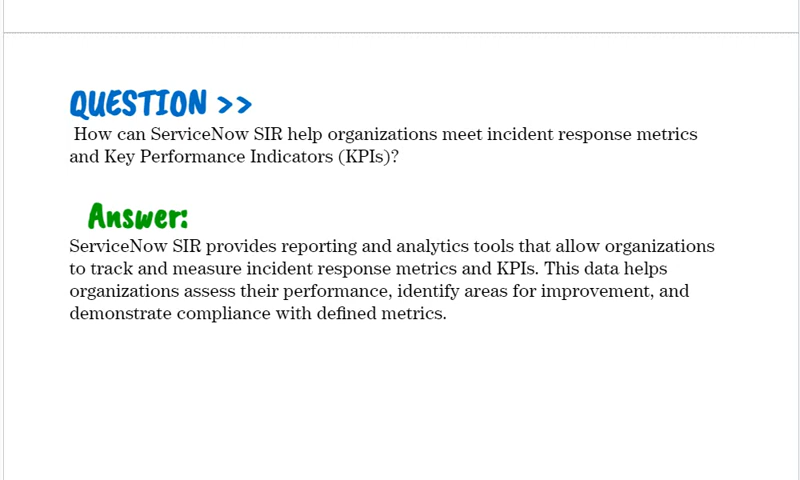 QUESTION >>
How can ServiceNow SIR help organizations meet incident response metrics
and Key Performance Indicators (KPIs)?
Answer:
ServiceNow SIR provides reporting and analytics tools that allow organizations
to track and measure incident response metrics and KPIs. This data helps
organizations assess their performance, identify areas for improvement, and
demonstrate compliance with defined metrics.